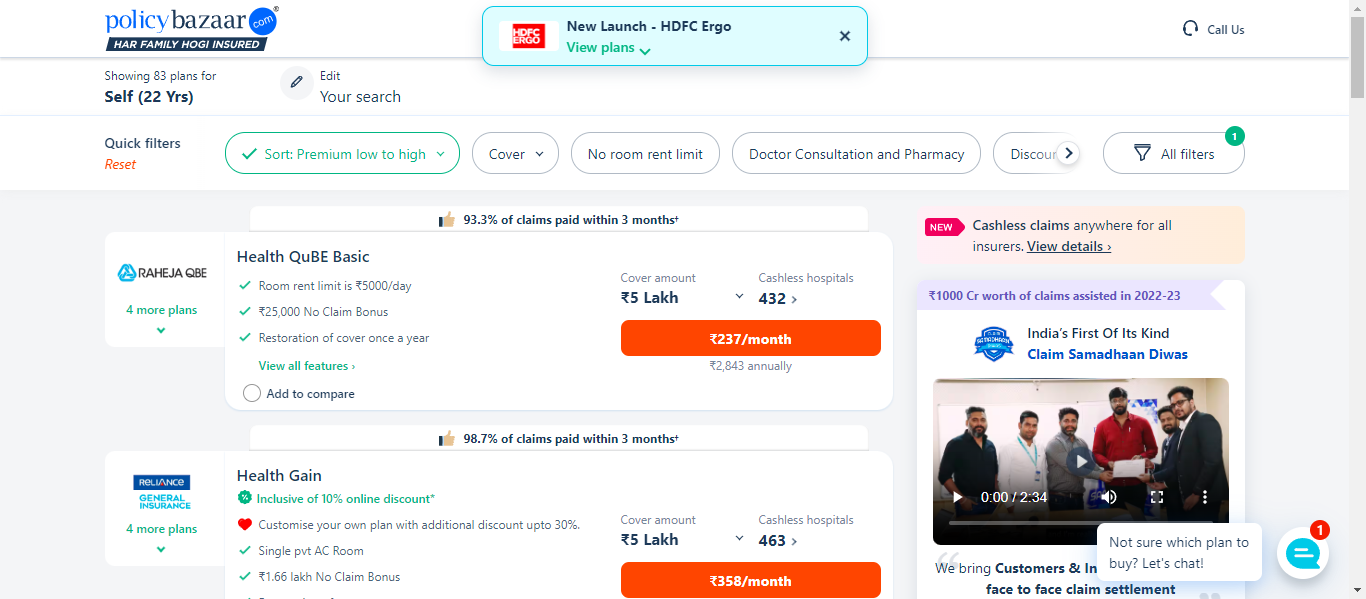 policybazaar.com®
HAR FAMILY HOGI INSURED
HDFC ERGO
New Launch - HDFC Ergo
View plans
Call Us
Showing 83 plans for
Self (22 Yrs)
Edit
Your search
Quick filters
Reset
Sort: Premium low to high
Cover
No room rent limit
Doctor Consultation and Pharmacy
Discoun
1
All filters
93.3% of claims paid within 3 months⁺
RAHEJA QBE
4 more plans
Health QuBE Basic
Room rent limit is ₹5000/day
₹25,000 No Claim Bonus
Restoration of cover once a year
View all features ›
Add to compare
Cover amount
₹5 Lakh
Cashless hospitals
432 ›
₹237/month
₹2,843 annually
98.7% of claims paid within 3 months⁺
RELIANCE
GENERAL
INSURANCE
4 more plans
Health Gain
Inclusive of 10% online discount*
Customise your own plan with additional discount upto 30%.
Single pvt AC Room
₹1.66 lakh No Claim Bonus
Cover amount
₹5 Lakh
Cashless hospitals
463 ›
₹358/month
NEW
Cashless claims anywhere for all
insurers. View details ›
₹1000 Cr worth of claims assisted in 2022-23
SAMADHAAN
India's First Of Its Kind
Claim Samadhaan Diwas
0:00 / 2:34
We bring Customers & In
face to face claim settlement
Not sure which plan to
buy? Let's chat!
1